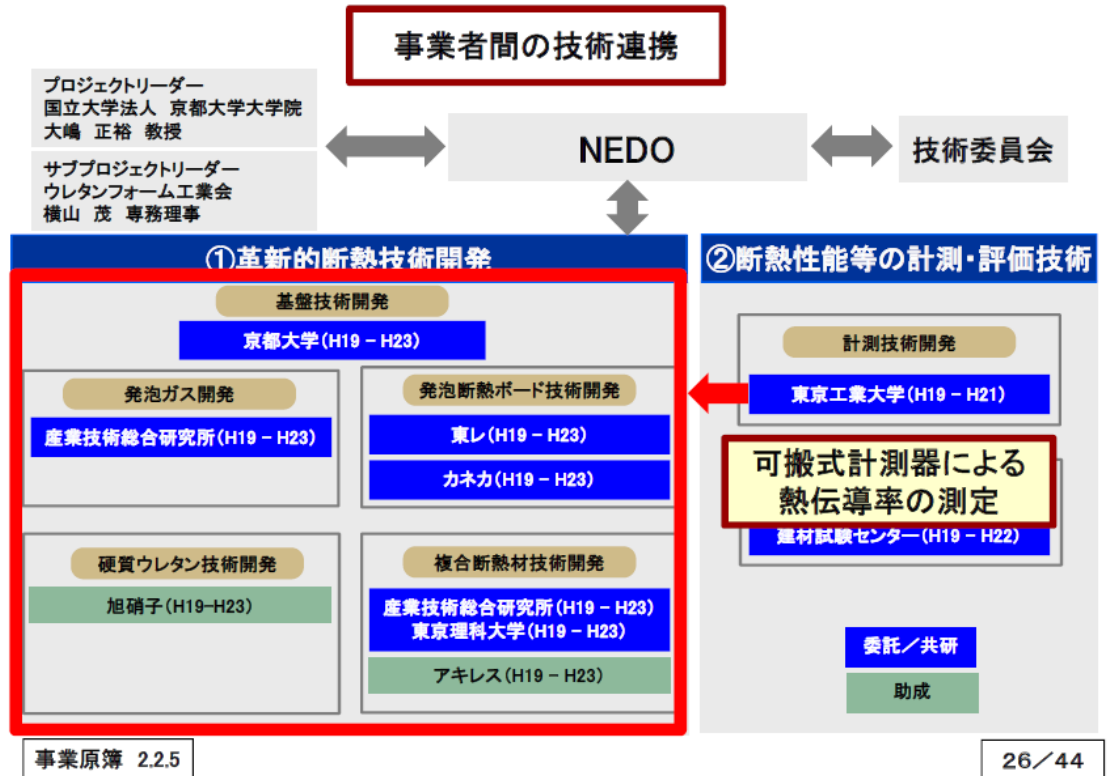 事業者間の技術連携
プロジェクトリーダー
国立大学法人 京都大学大学院
大嶋 正裕 教授
サブプロジェクトリーダー
ウレタンフォーム工業会
横山 茂 専務理事
NEDO
技術委員会
①革新的断熱技術開発
基盤技術開発
京都大学(H19 – H23)
発泡ガス開発
産業技術総合研究所(H19 – H23)
発泡断熱ボード技術開発
東レ(H19 – H23)
カネカ(H19 – H23)
硬質ウレタン技術開発
旭硝子(H19–H23)
複合断熱材技術開発
産業技術総合研究所(H19 – H23)
東京理科大学(H19 – H23)
アキレス(H19 – H23)
②断熱性能等の計測・評価技術
計測技術開発
東京工業大学(H19 – H21)
可搬式計測器による
熱伝導率の測定
建材試験センター(H19 – H22)
委託/共研
助成
事業原簿 2.2.5
26/44